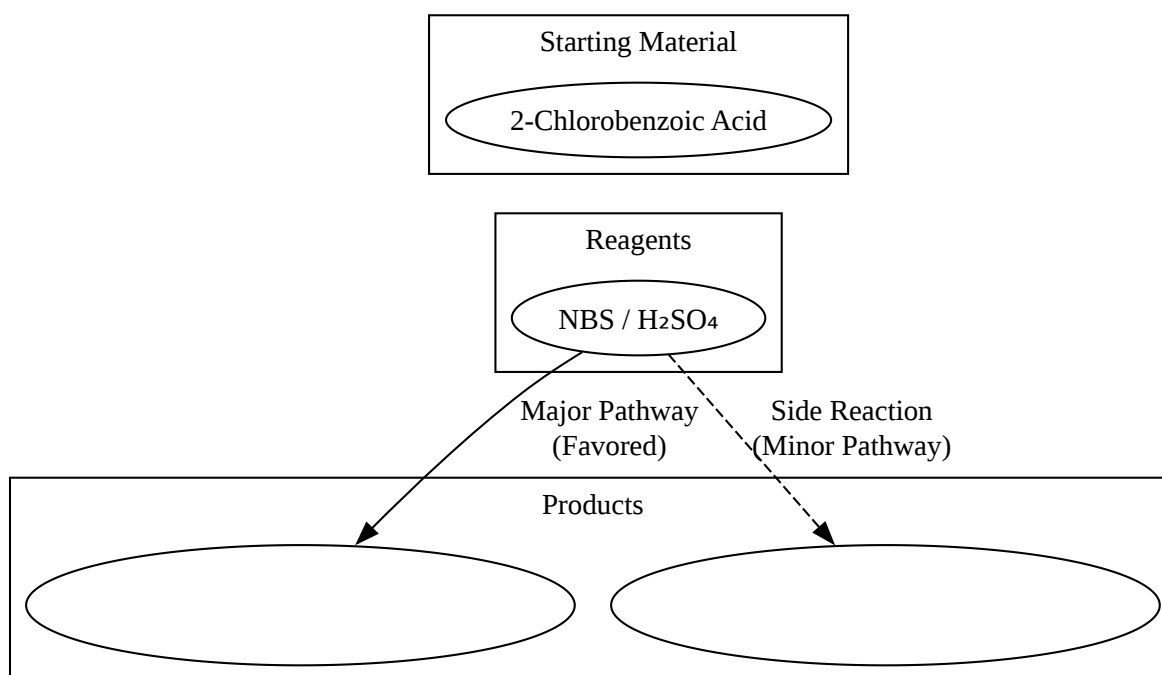 Starting Material
2-Chlorobenzoic Acid
Reagents
NBS / H₂SO₄
Major Pathway
(Favored)
Side Reaction
(Minor Pathway)
Products